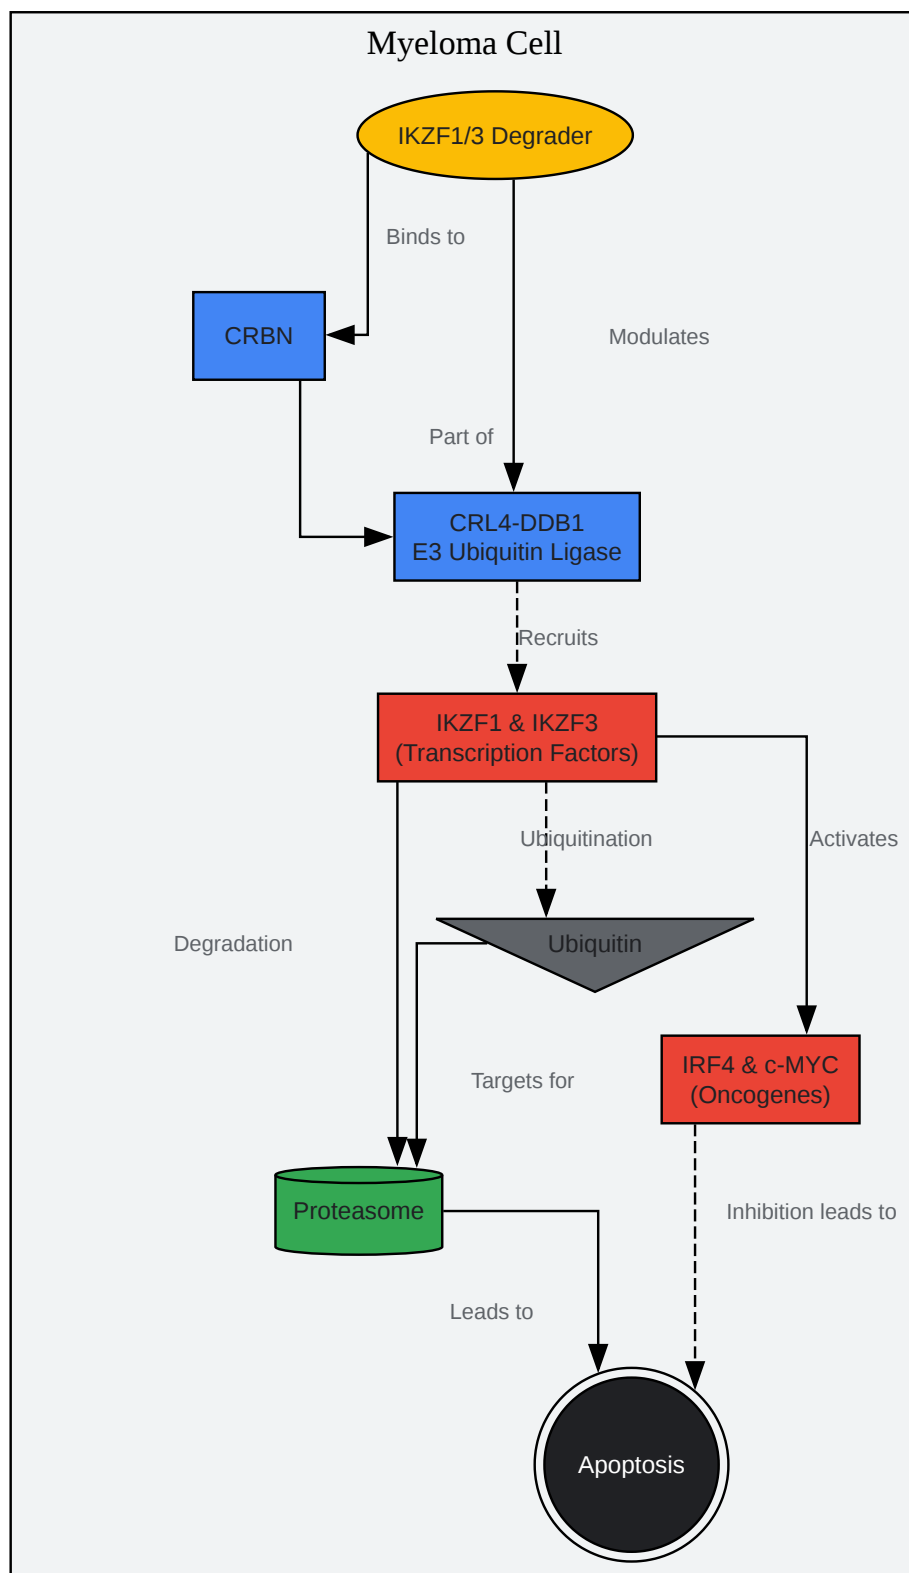 Myeloma Cell
IKZF1/3 Degrader
Binds to
CRBN
Modulates
Part of
CRL4-DDB1
E3 Ubiquitin Ligase
Recruits
IKZF1 & IKZF3
(Transcription Factors)
Ubiquitination
Activates
Degradation
Ubiquitin
IRF4 & c-MYC
(Oncogenes)
Targets for
Proteasome
Inhibition leads to
Leads to
Apoptosis